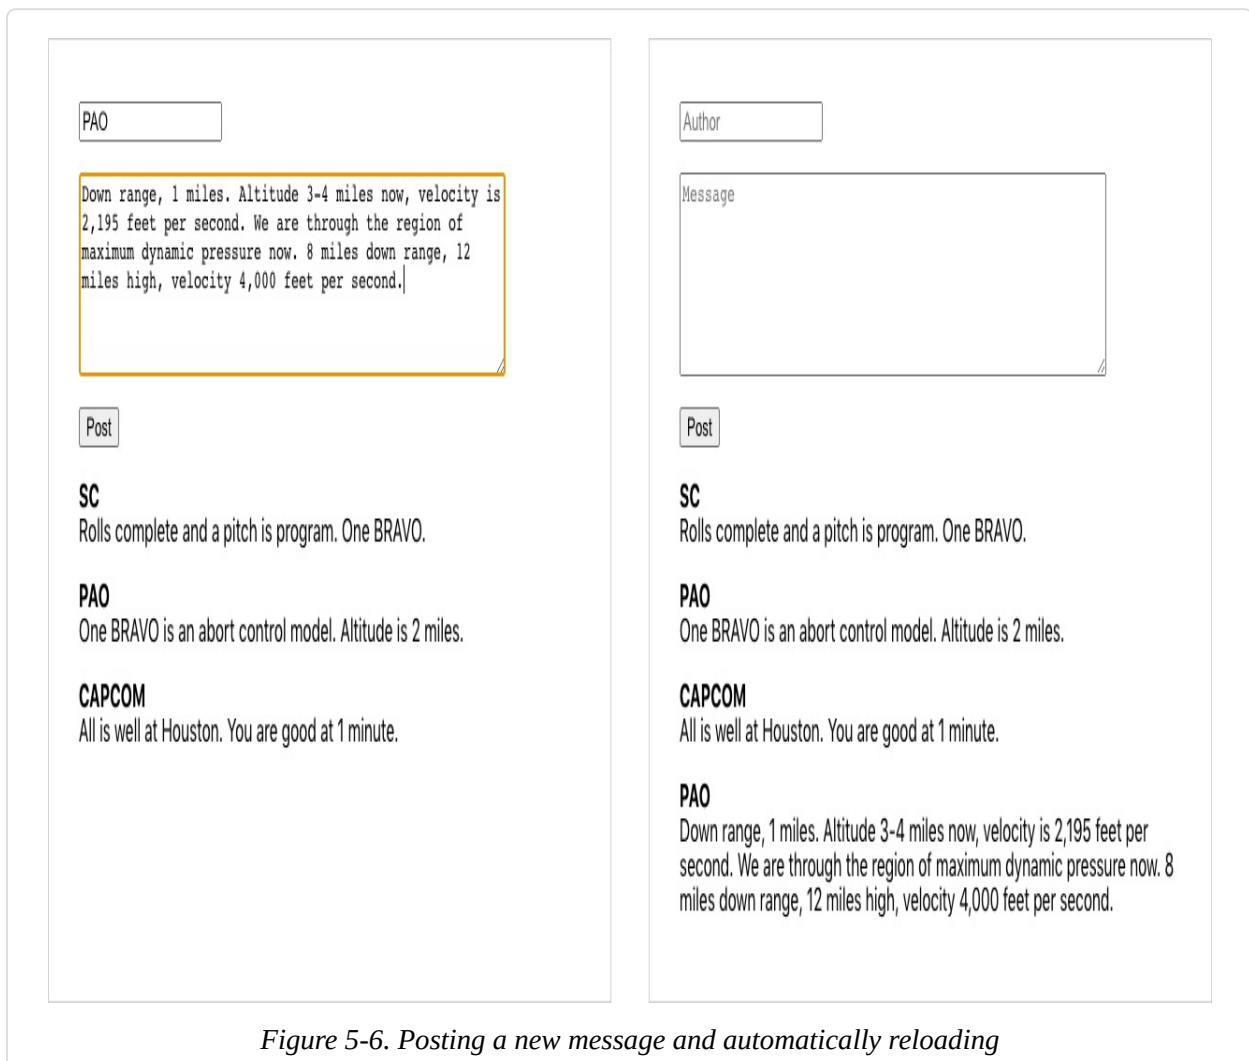 PAO
Down range, 1 miles. Altitude 3-4 miles now, velocity is
2,195 feet per second. We are through the region of
maximum dynamic pressure now. 8 miles down range, 12
miles high, velocity 4,000 feet per second.
Post
SC
Rolls complete and a pitch is program. One BRAVO.
PAO
One BRAVO is an abort control model. Altitude is 2 miles.
CAPCOM
All is well at Houston. You are good at 1 minute.
Author
Message
Post
SC
Rolls complete and a pitch is program. One BRAVO.
PAO
One BRAVO is an abort control model. Altitude is 2 miles.
CAPCOM
All is well at Houston. You are good at 1 minute.
PAO
Down range, 1 miles. Altitude 3-4 miles now, velocity is 2,195 feet per
second. We are through the region of maximum dynamic pressure now. 8
miles down range, 12 miles high, velocity 4,000 feet per second.
Figure 5-6. Posting a new message and automatically reloading